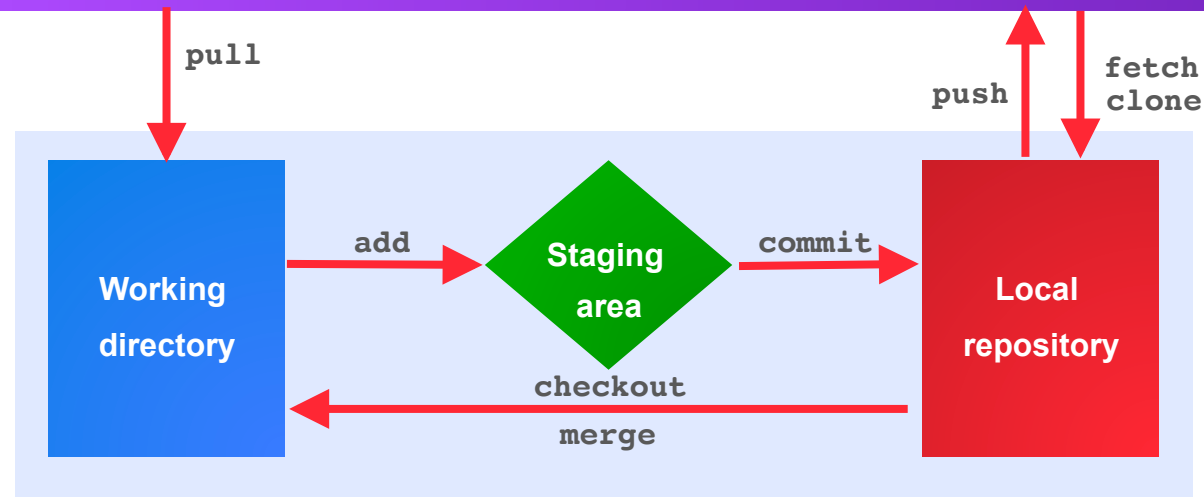 pull
push
fetch
clone
add
commit
Working
directory
Staging
area
Local
repository
checkout
merge